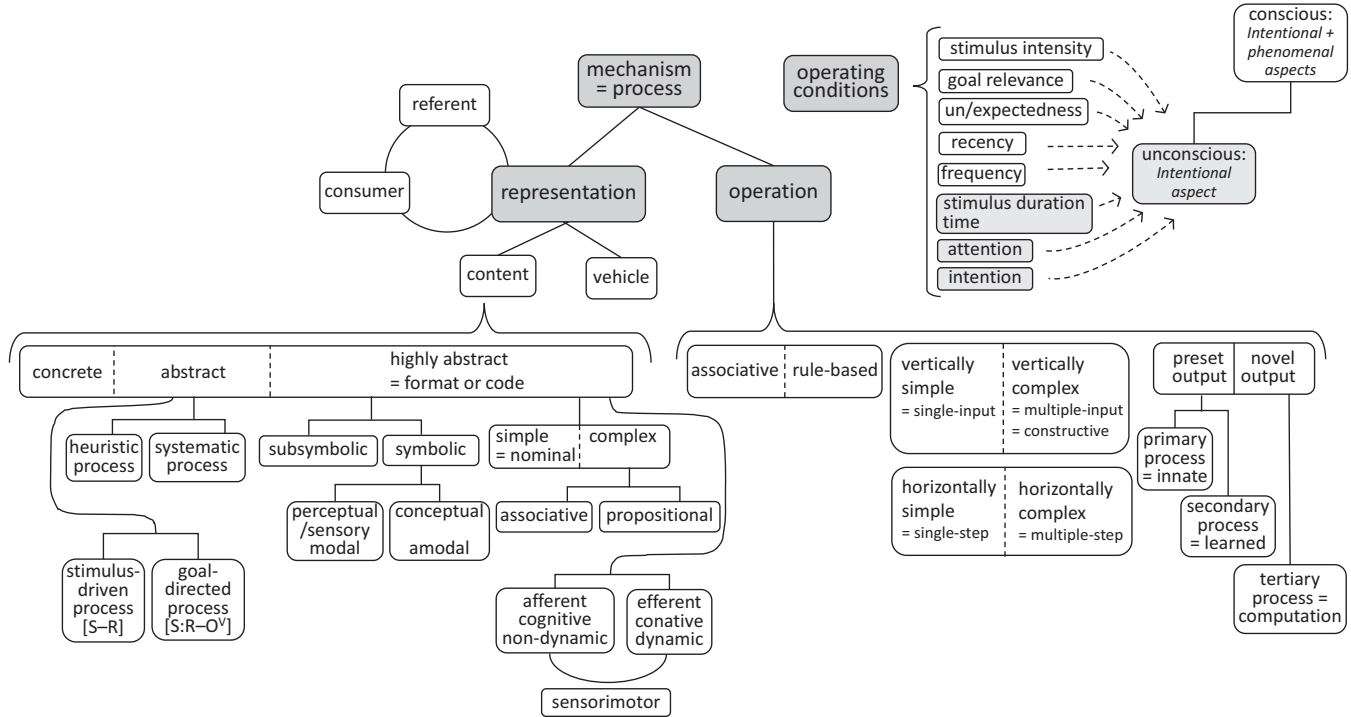 mechanism
= process
referent
consumer
representation
operation
content
vehicle
operating
conditions
stimulus intensity
goal relevance
un/expectedness
recency
frequency
stimulus duration
time
attention
intention
conscious:
Intentional +
phenomenal
aspects
unconscious:
Intentional
aspect
concrete
abstract
highly abstract
= format or code
heuristic
process
systematic
process
subsymbolic
symbolic
simple
= nominal
complex
perceptual
/sensory
modal
conceptual
amodal
associative
propositional
stimulus-
driven
process
[S–R]
goal-
directed
process
[S:R–Oⱽ]
afferent
cognitive
non-dynamic
efferent
conative
dynamic
sensorimotor
associative
rule-based
vertically
simple
= single-input
vertically
complex
= multiple-input
= constructive
horizontally
simple
= single-step
horizontally
complex
= multiple-step
preset
output
novel
output
primary
process
= innate
secondary
process
= learned
tertiary
process =
computation